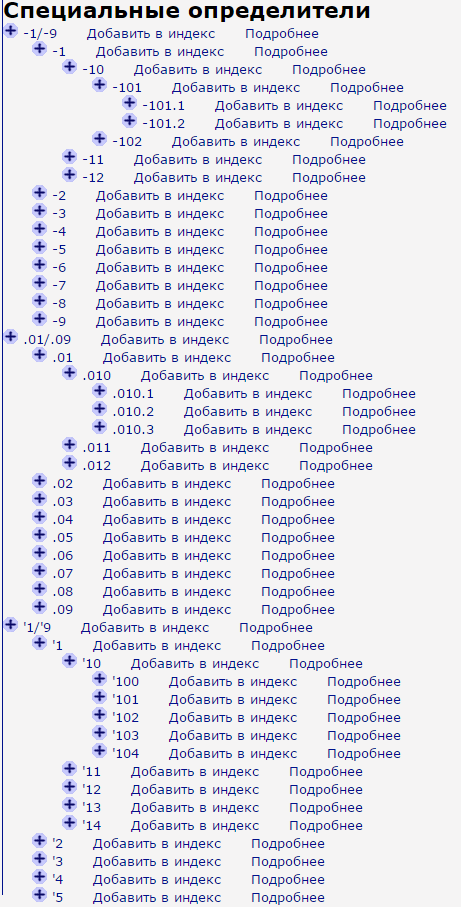 Специальные определители
-1/-9 Добавить в индекс Подробнее
-1 Добавить в индекс Подробнее
-10 Добавить в индекс Подробнее
-101 Добавить в индекс Подробнее
-101.1 Добавить в индекс Подробнее
-101.2 Добавить в индекс Подробнее
-102 Добавить в индекс Подробнее
-11 Добавить в индекс Подробнее
-12 Добавить в индекс Подробнее
-2 Добавить в индекс Подробнее
-3 Добавить в индекс Подробнее
-4 Добавить в индекс Подробнее
-5 Добавить в индекс Подробнее
-6 Добавить в индекс Подробнее
-7 Добавить в индекс Подробнее
-8 Добавить в индекс Подробнее
-9 Добавить в индекс Подробнее
.01/.09 Добавить в индекс Подробнее
.01 Добавить в индекс Подробнее
.010 Добавить в индекс Подробнее
.010.1 Добавить в индекс Подробнее
.010.2 Добавить в индекс Подробнее
.010.3 Добавить в индекс Подробнее
.011 Добавить в индекс Подробнее
.012 Добавить в индекс Подробнее
.02 Добавить в индекс Подробнее
.03 Добавить в индекс Подробнее
.04 Добавить в индекс Подробнее
.05 Добавить в индекс Подробнее
.06 Добавить в индекс Подробнее
.07 Добавить в индекс Подробнее
.08 Добавить в индекс Подробнее
.09 Добавить в индекс Подробнее
'1/'9 Добавить в индекс Подробнее
'1 Добавить в индекс Подробнее
'10 Добавить в индекс Подробнее
'100 Добавить в индекс Подробнее
'101 Добавить в индекс Подробнее
'102 Добавить в индекс Подробнее
'103 Добавить в индекс Подробнее
'104 Добавить в индекс Подробнее
'11 Добавить в индекс Подробнее
'12 Добавить в индекс Подробнее
'13 Добавить в индекс Подробнее
'14 Добавить в индекс Подробнее
'2 Добавить в индекс Подробнее
'3 Добавить в индекс Подробнее
'4 Добавить в индекс Подробнее
'5 Добавить в индекс Подробнее